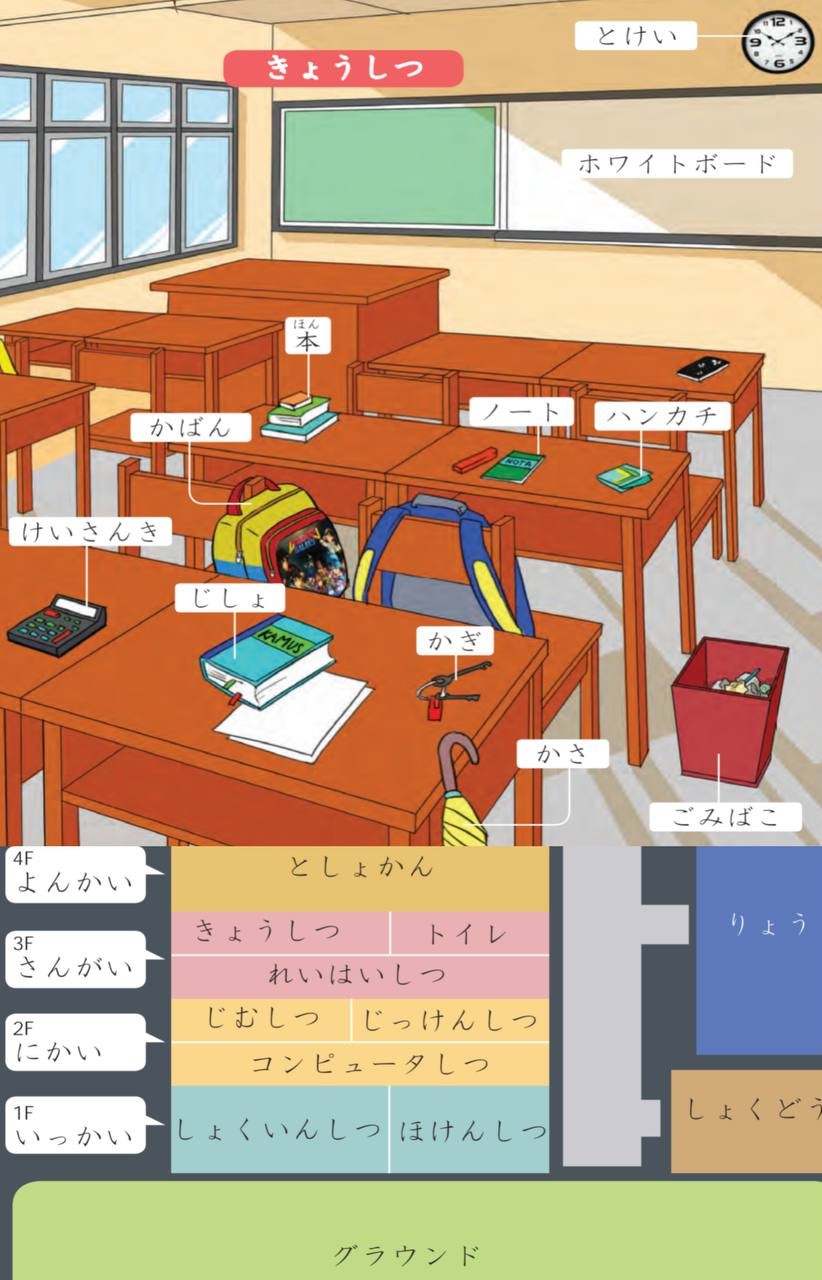 とけい
12
9
3
6
きょうしつ
ホワイトボード
ほん
本
かばん
ノート
ハンカチ
NOTA
けいさんき
じしょ
KAMUS
かぎ
かさ
ごみばこ
4F
よんかい
としょかん
3F
さんがい
きょうしつ
トイレ
れいはいしつ
りょう
2F
にかい
じむしつ
じっけんしつ
コンピュータしつ
1F
いっかい
しょくいんしつ
ほけんしつ
しょくどう
グラウンド